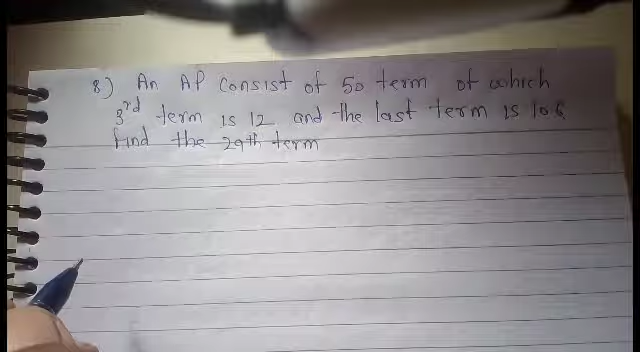 8) An AP consist of 50 term of which
3rd term is 12 and the last term is 106
find the 29th term